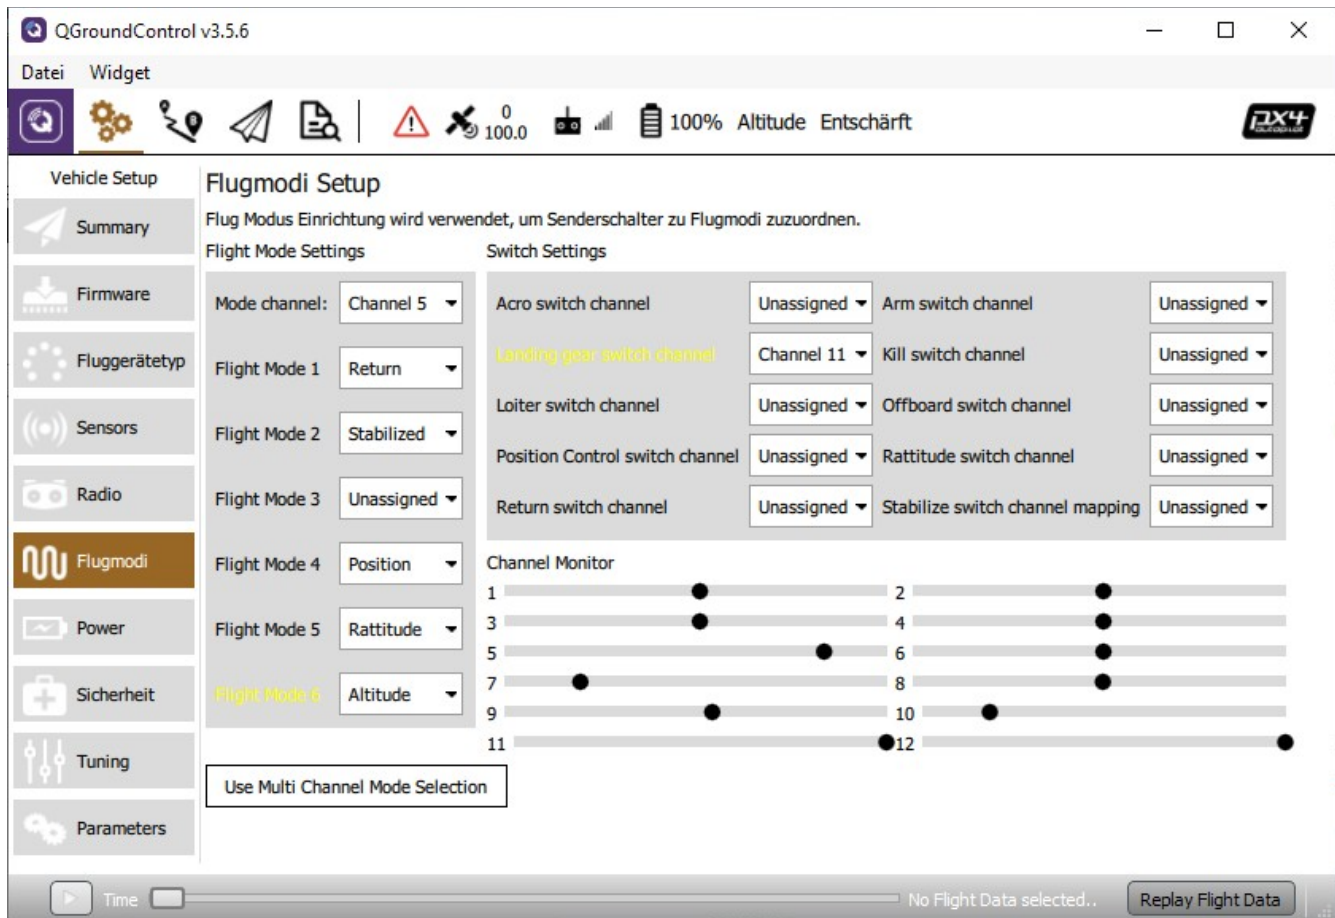 QGroundControl v3.5.6
Datei Widget
0
100.0
100% Altitude Entschärft
px4
autopilot
Vehicle Setup
Summary
Firmware
Fluggerätetyp
Sensors
Radio
Flugmodi
Power
Sicherheit
Tuning
Parameters
Flugmodi Setup
Flug Modus Einrichtung wird verwendet, um Senderschalter zu Flugmodi zuzuordnen.
Flight Mode Settings
Mode channel: Channel 5
Flight Mode 1 Return
Flight Mode 2 Stabilized
Flight Mode 3 Unassigned
Flight Mode 4 Position
Flight Mode 5 Rattitude
Flight Mode 6 Altitude
Use Multi Channel Mode Selection
Switch Settings
Acro switch channel Unassigned Arm switch channel Unassigned
Landing gear switch channel Channel 11 Kill switch channel Unassigned
Loiter switch channel Unassigned Offboard switch channel Unassigned
Position Control switch channel Unassigned Rattitude switch channel Unassigned
Return switch channel Unassigned Stabilize switch channel mapping Unassigned
Channel Monitor
1 2
3 4
5 6
7 8
9 10
11 12
Time No Flight Data selected.. Replay Flight Data